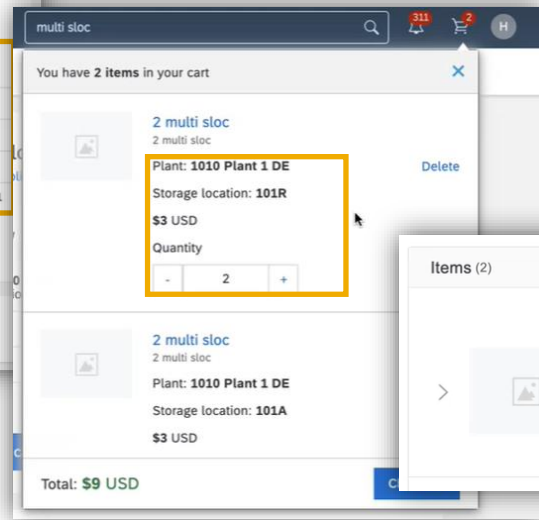 multi sloc
311
2
H
You have 2 items in your cart
2 multi sloc
2 multi sloc
Plant: 1010 Plant 1 DE
Delete
Storage location: 101R
$3 USD
Quantity
- 2 +
Items (2)
2 multi sloc
2 multi sloc
Plant: 1010 Plant 1 DE
Storage location: 101A
$3 USD
Total: $9 USD